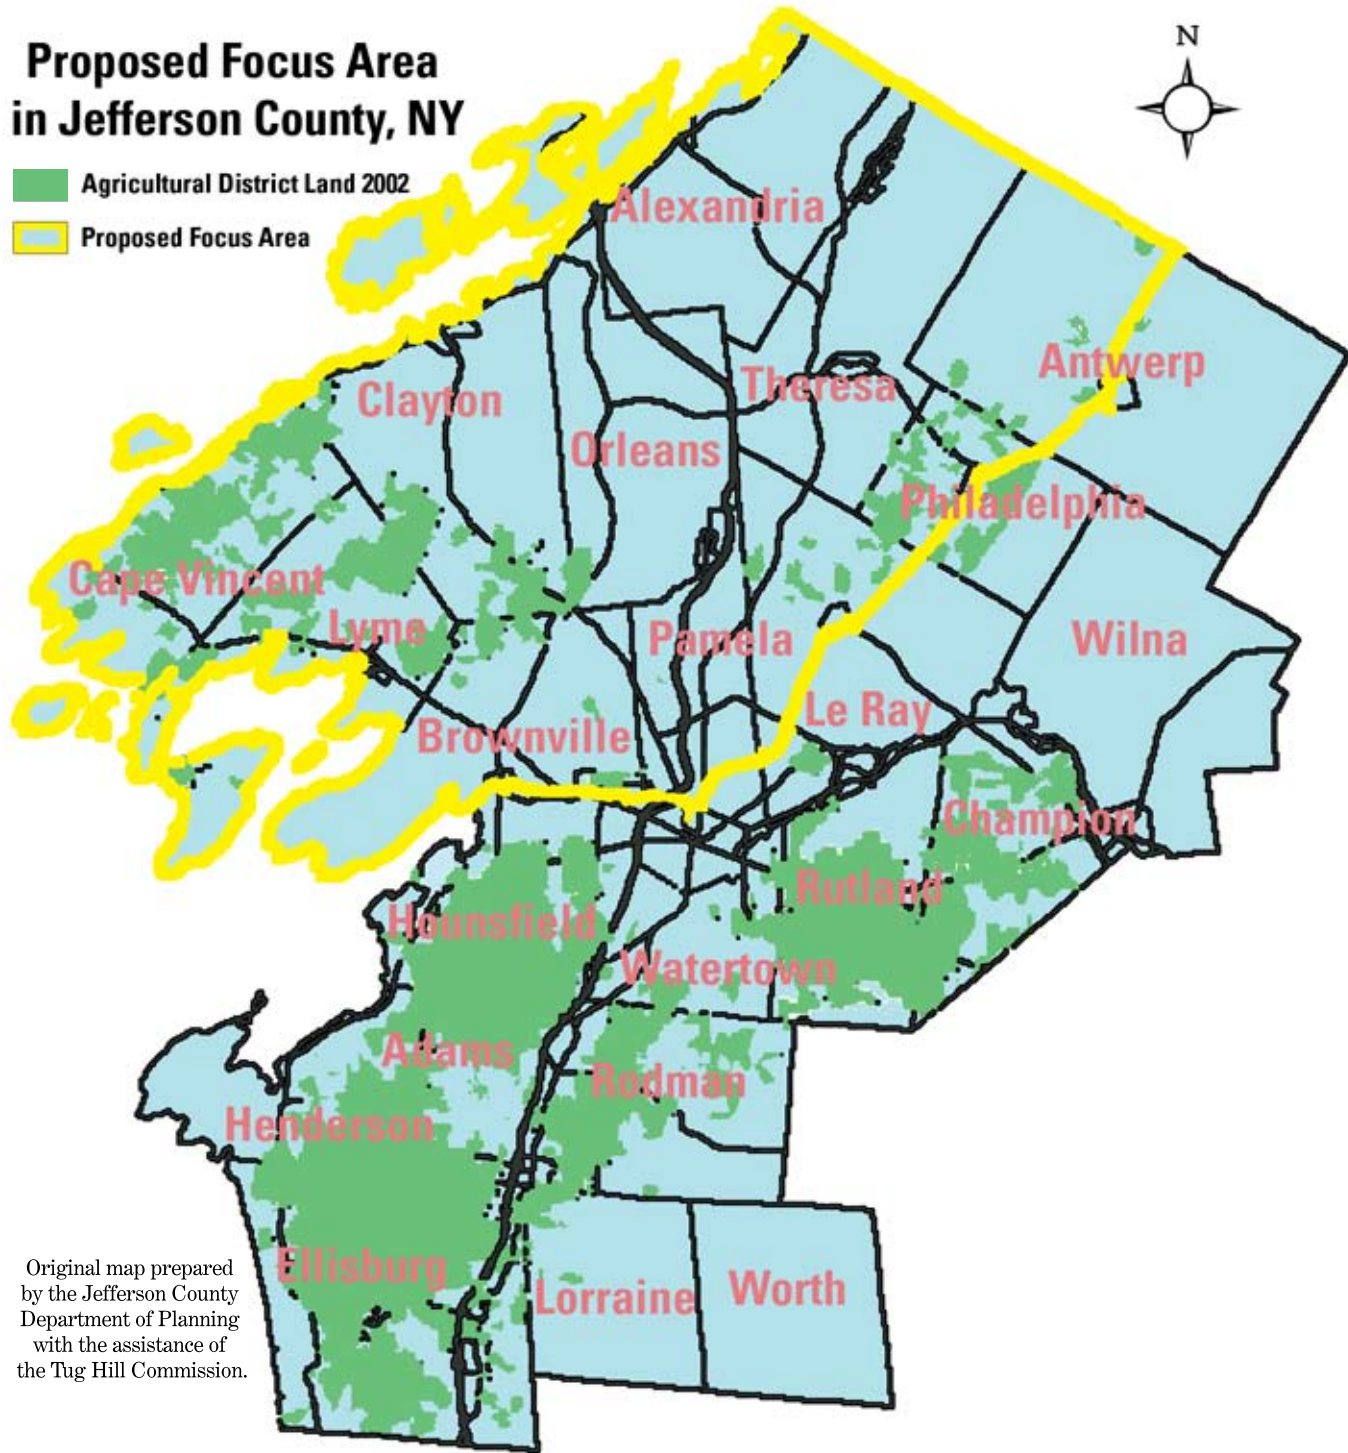 Proposed Focus Area
in Jefferson County, NY
N
Agricultural District Land 2002
Proposed Focus Area
Alexandria
Antwerp
Theresa
Clayton
Orleans
Philadelphia
Cape Vincent
Lyme
Pamela
Wilna
Le Ray
Brownville
Champion
Rutland
Hounsfield
Watertown
Adams
Rodman
Henderson
Ellisburg
Lorraine
Worth
Original map prepared
by the Jefferson County
Department of Planning
with the assistance of
the Tug Hill Commission.